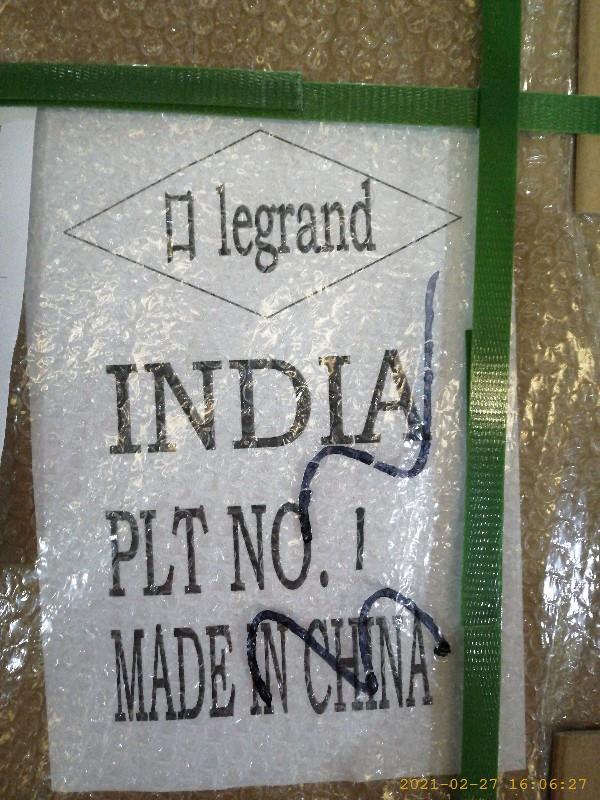 legrand
INDIA
PLT NO. 1
MADE IN CHINA
2021-02-27 16:06:27